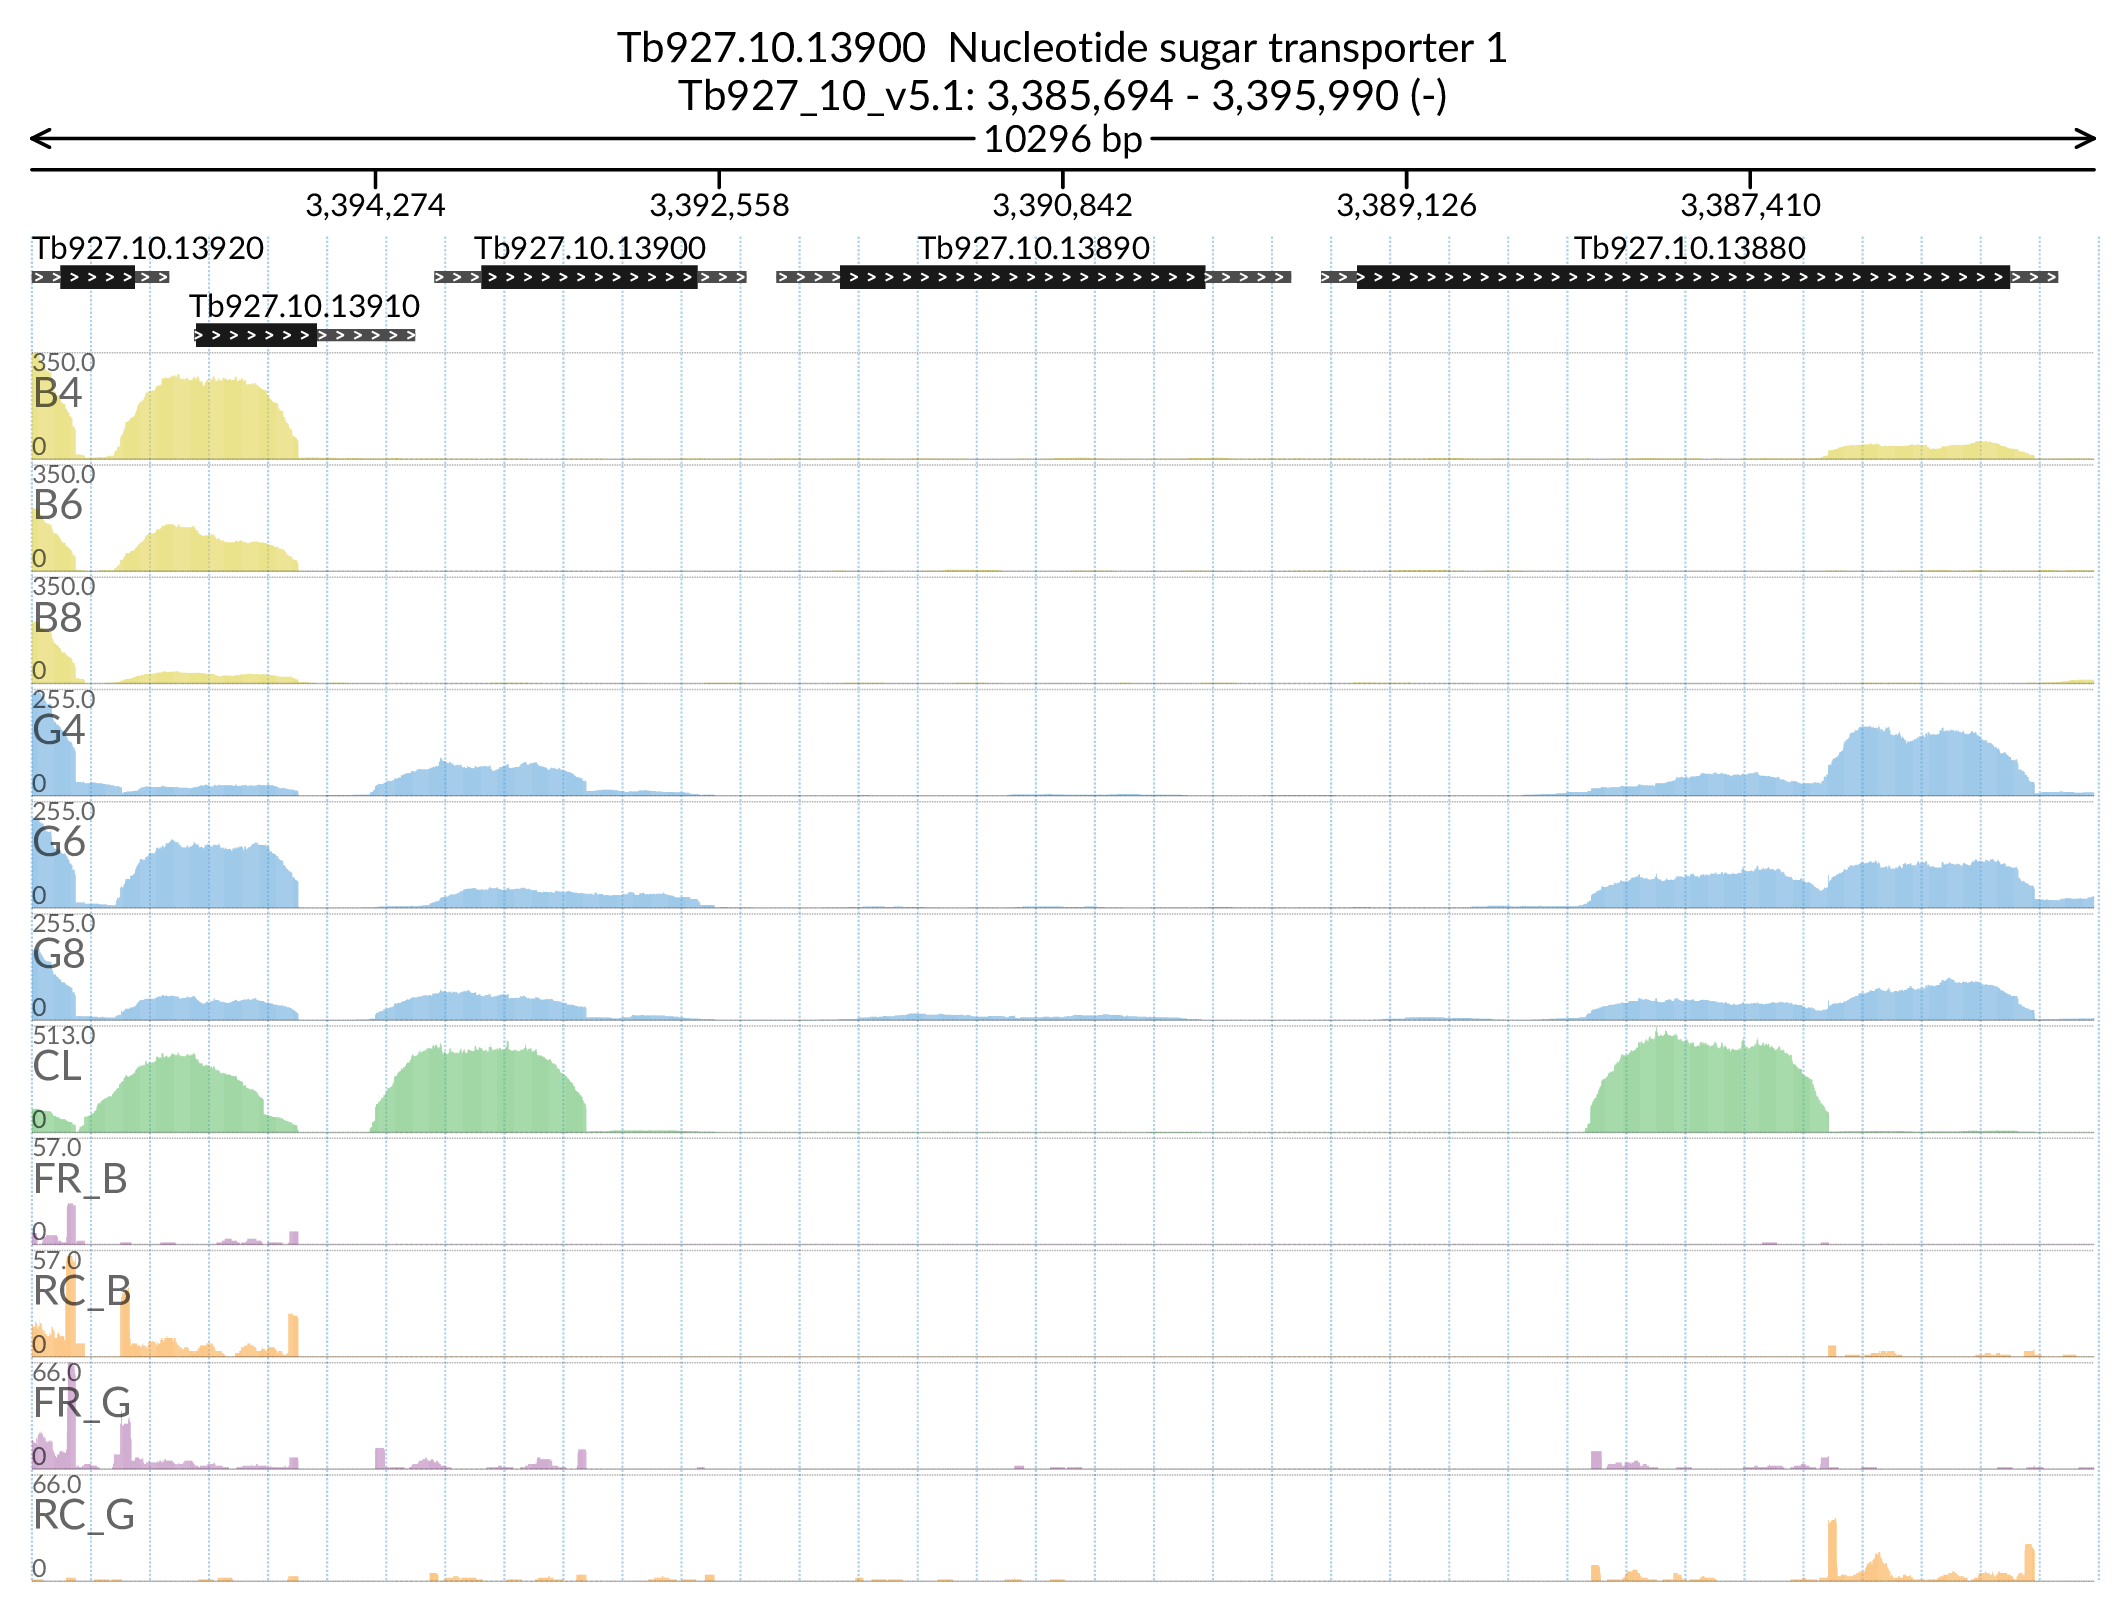 Tb927.10.13900 Nucleotide sugar transporter 1
Tb927_10_v5.1: 3,385,694 - 3,395,990 (-)
10296 bp
3,394,274 3,392,558 3,390,842 3,389,126 3,387,410
Tb927.10.13920 Tb927.10.13900 Tb927.10.13890 Tb927.10.13880
Tb927.10.13910
350.0
B4
0
350.0
B6
0
350.0
B8
0
255.0
G4
0
255.0
G6
0
255.0
G8
0
513.0
CL
0
57.0
FR_B
0
57.0
RC_B
0
66.0
FR_G
0
66.0
RC_G
0